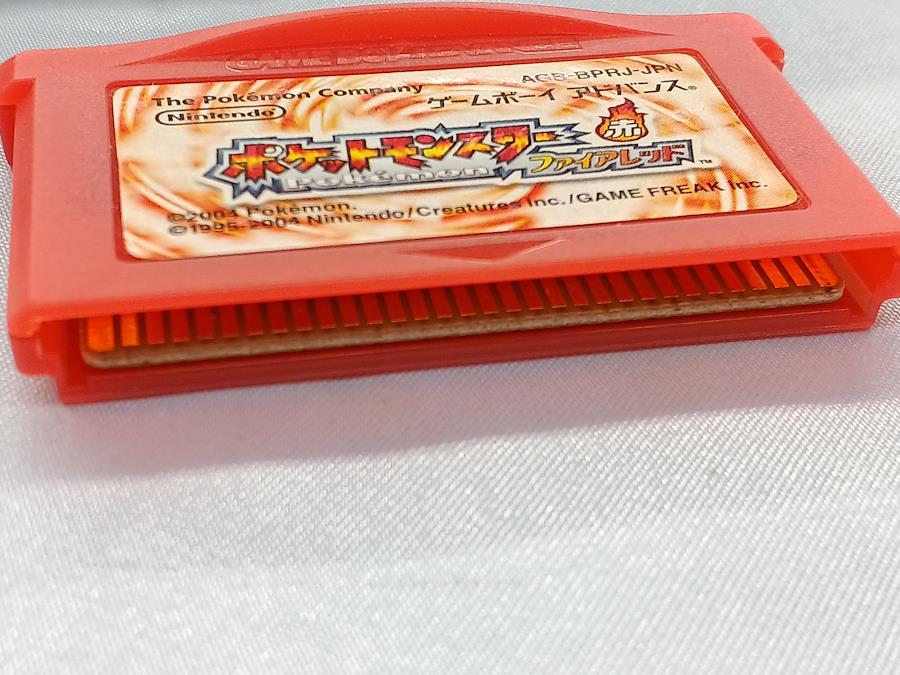 GAME BOY ADVANCE
The Pokémon Company
AGB-BPRJ-JPN
Nintendo
ゲームボーイ アドバンス®
ポケットモンスター
赤
Pokémon
ファイアレッド™
©2004 Pokémon.
©1995-2004 Nintendo/Creatures Inc./GAME FREAK inc.